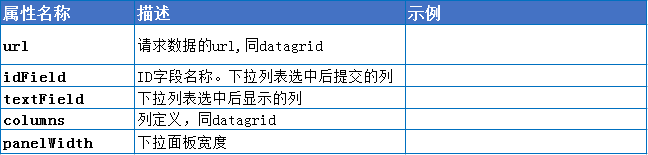 属性名称 描述 示例
url 请求数据的url,同datagrid
idField ID字段名称。下拉列表选中后提交的列
textField 下拉列表选中后显示的列
columns 列定义，同datagrid
panelWidth 下拉面板宽度